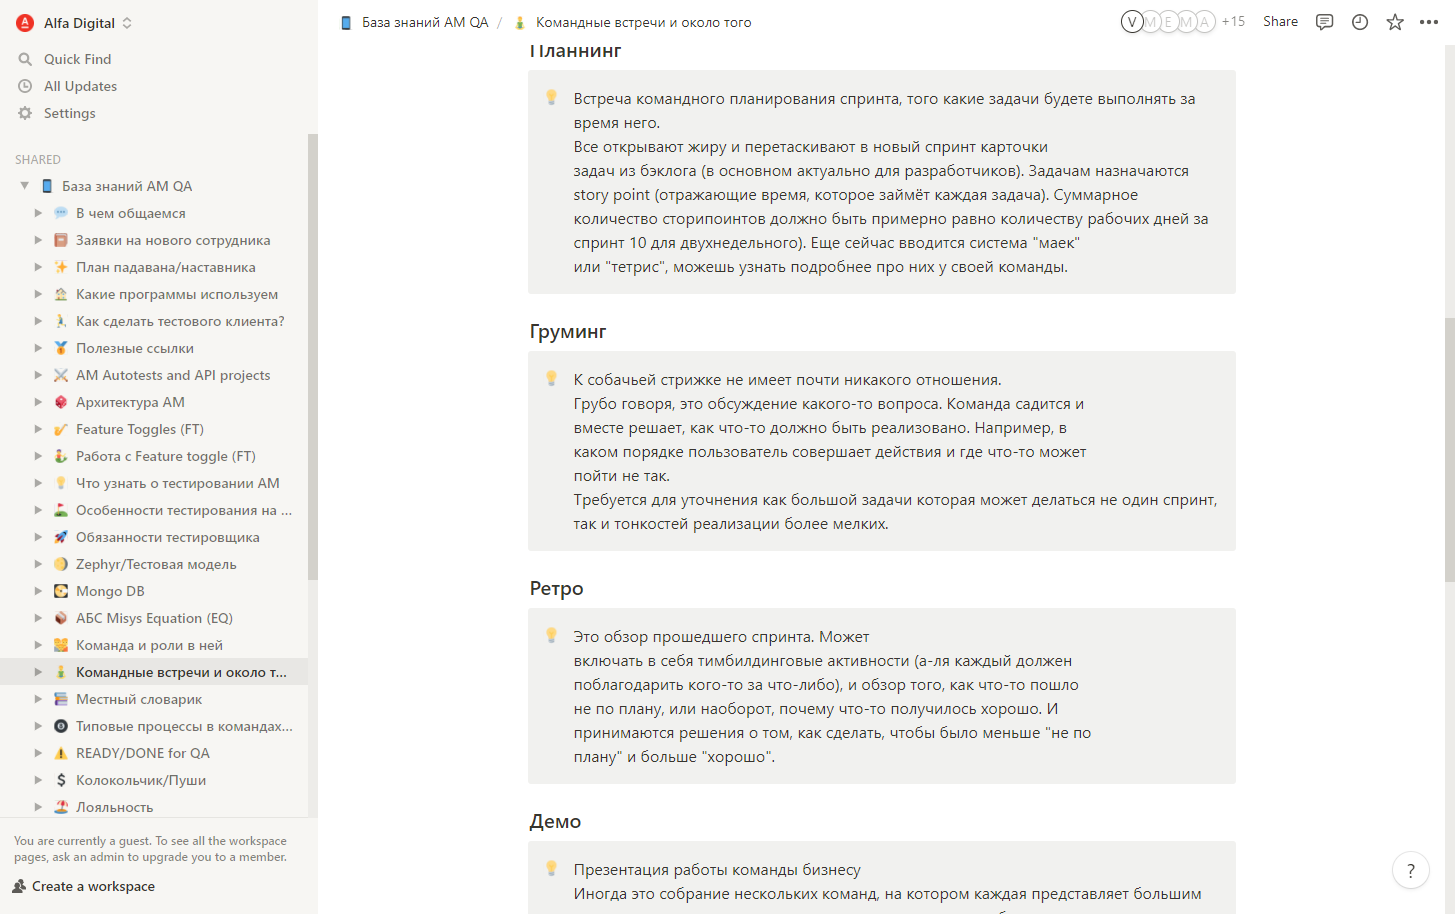 Alfa Digital
Quick Find
All Updates
Settings
SHARED
База знаний AM QA
В чем общаемся
Заявки на нового сотрудника
План падавана/наставника
Какие программы используем
Как сделать тестового клиента?
Полезные ссылки
AM Autotests and API projects
Архитектура АМ
Feature Toggles (FT)
Работа с Feature toggle (FT)
Что узнать о тестировании АМ
Особенности тестирования на ...
Обязанности тестировщика
Zephyr/Тестовая модель
Mongo DB
АБС Misys Equation (EQ)
Команда и роли в ней
Командные встречи и около т...
Местный словарик
Типовые процессы в командах...
READY/DONE for QA
Колокольчик/Пуши
Лояльность
You are currently a guest. To see all the workspace
pages, ask an admin to upgrade you to a member.
Create a workspace
База знаний AM QA / Командные встречи и около того
V M E M A +15 Share
Планнинг
Встреча командного планирования спринта, того какие задачи будете выполнять за
время него.
Все открывают жиру и перетаскивают в новый спринт карточки
задач из бэклога (в основном актуально для разработчиков). Задачам назначаются
story point (отражающие время, которое займёт каждая задача). Суммарное
количество сторипоинтов должно быть примерно равно количеству рабочих дней за
спринт 10 для двухнедельного). Еще сейчас вводится система "маек"
или "тетрис", можешь узнать подробнее про них у своей команды.
Груминг
К собачьей стрижке не имеет почти никакого отношения.
Грубо говоря, это обсуждение какого-то вопроса. Команда садится и
вместе решает, как что-то должно быть реализовано. Например, в
каком порядке пользователь совершает действия и где что-то может
пойти не так.
Требуется для уточнения как большой задачи которая может делаться не один спринт,
так и тонкостей реализации более мелких.
Ретро
Это обзор прошедшего спринта. Может
включать в себя тимбилдинговые активности (а-ля каждый должен
поблагодарить кого-то за что-либо), и обзор того, как что-то пошло
не по плану, или наоборот, почему что-то получилось хорошо. И
принимаются решения о том, как сделать, чтобы было меньше "не по
плану" и больше "хорошо".
Демо
Презентация работы команды бизнесу
Иногда это собрание нескольких команд, на котором каждая представляет большим
?